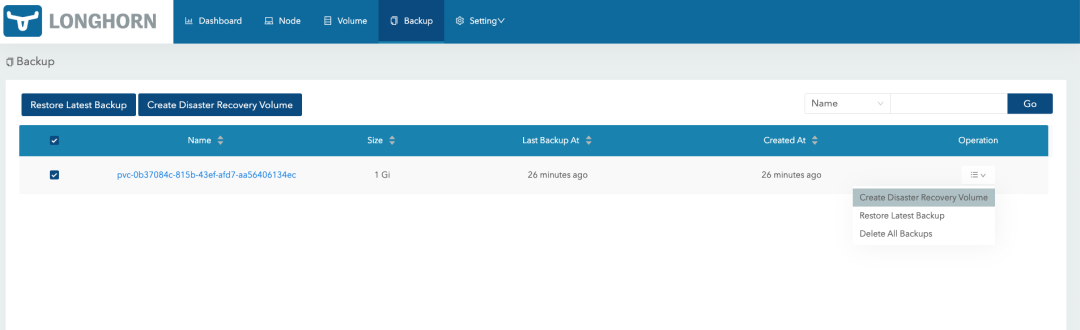 LONGHORN Dashboard Node Volume Backup Setting
Backup
Restore Latest Backup Create Disaster Recovery Volume Name Go
Name Size Last Backup At Created At Operation
pvc-0b37084c-815b-43ef-afd7-aa56406134ec 1 Gi 26 minutes ago 26 minutes ago
Create Disaster Recovery Volume
Restore Latest Backup
Delete All Backups